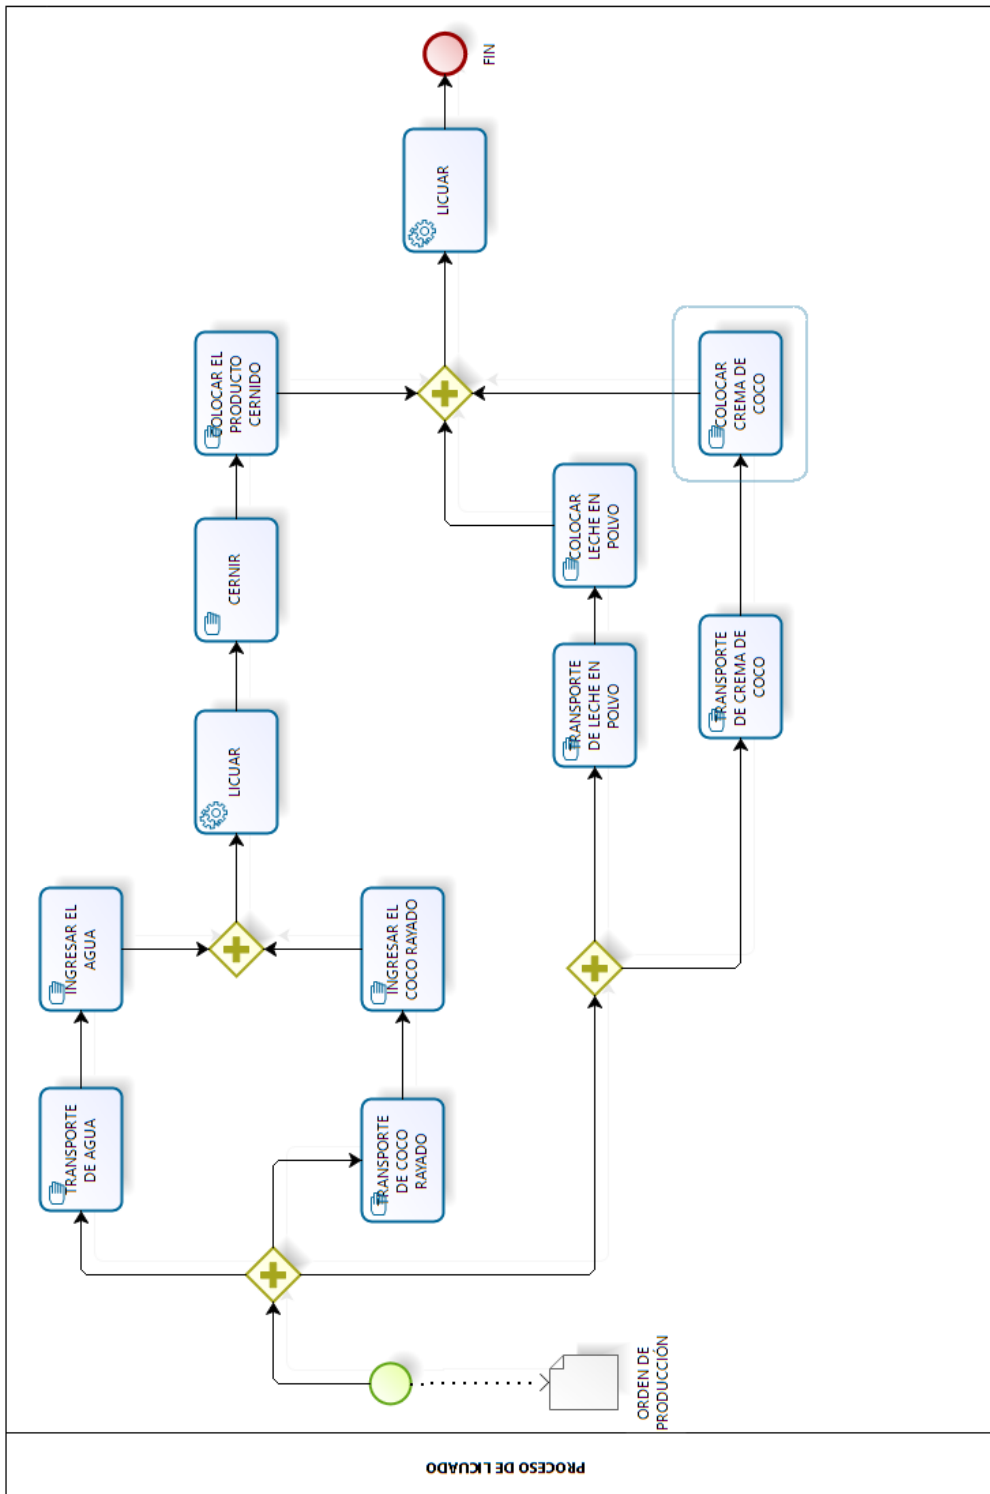 PROCESO DE LICUADO
ORDEN DE
PRODUCCIÓN
TRANSPORTE
DE AGUA
INGRESAR EL
AGUA
TRANSPORTE
DE COCO
RAYADO
INGRESAR EL
COCO RAYADO
LICUAR
CERNIR
COLOCAR EL
PRODUCTO
CERNIDO
TRANSPORTE
DE LECHE EN
POLVO
COLOCAR
LECHE EN
POLVO
TRANSPORTE
DE CREMA DE
COCO
COLOCAR
CREMA DE
COCO
LICUAR
FIN